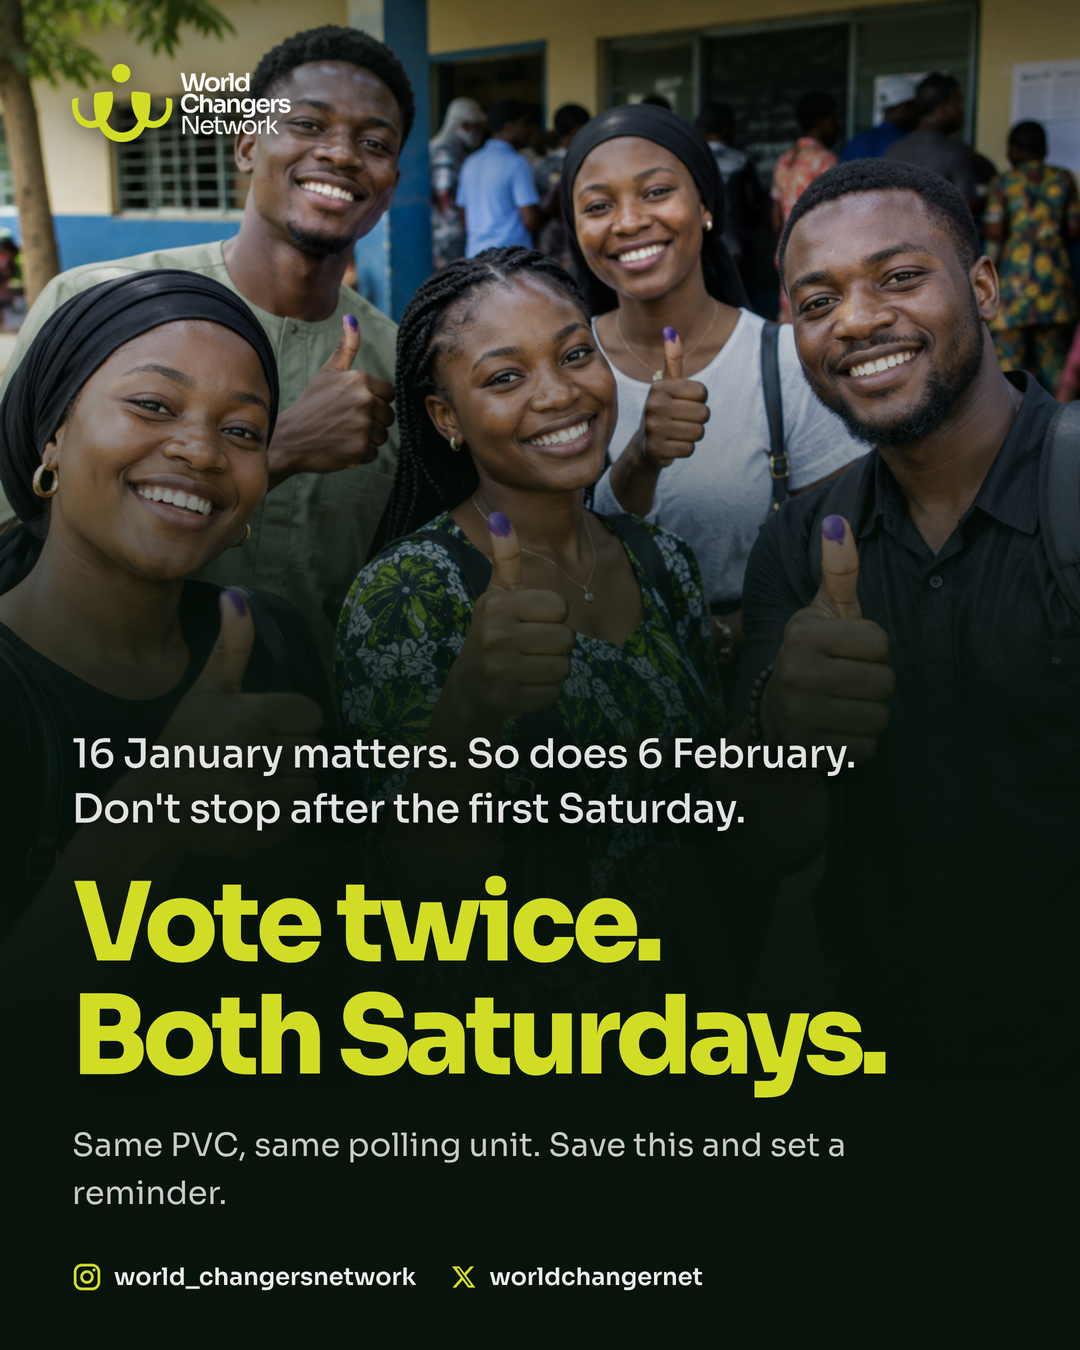 World
Changers
Network
16 January matters. So does 6 February.
Don't stop after the first Saturday.
Vote twice.
Both Saturdays.
Same PVC, same polling unit. Save this and set a
reminder.
world_changersnetwork worldchangernet